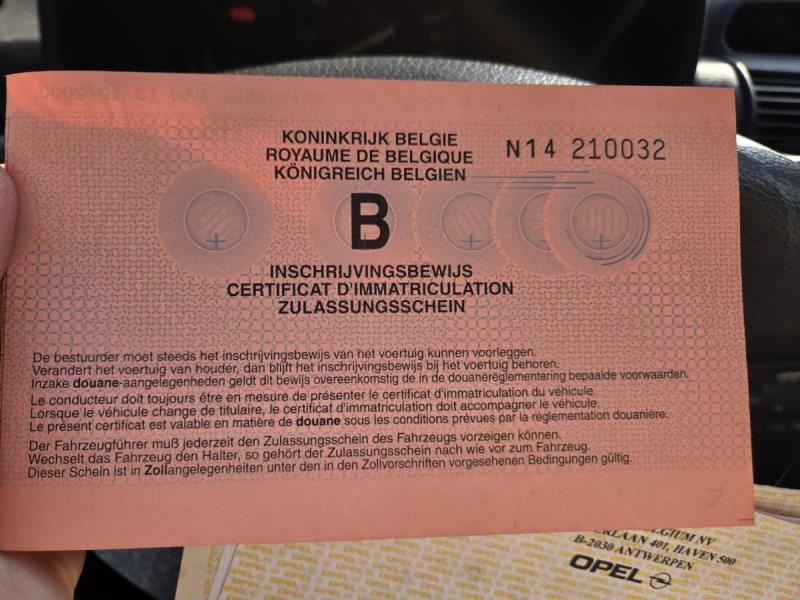 KONINKRIJK BELGIE
ROYAUME DE BELGIQUE
KÖNIGREICH BELGIEN
N14 210032
B
INSCHRIJVINGSBEWIJS
CERTIFICAT D'IMMATRICULATION
ZULASSUNGSSCHEIN
De bestuurder moet steeds het inschrijvingsbewijs van het voertuig kunnen voorleggen.
Verandert het voertuig van houder, dan blijft het inschrijvingsbewijs bij het voertuig behoren.
Inzake douane-aangelegenheden geldt dit bewijs overeenkomstig de in de douanereglementering bepaalde voorwaarden.
Le conducteur doit toujours être en mesure de présenter le certificat d'immatriculation du véhicule.
Lorsque le véhicule change de titulaire, le certificat d'immatriculation doit accompagner le véhicule.
Le présent certificat est valable en matière de douane sous les conditions prévues par la réglementation douanière.
Der Fahrzeugführer muß jederzeit den Zulassungsschein des Fahrzeugs vorzeigen können.
Wechselt das Fahrzeug den Halter, so gehört der Zulassungsschein nach wie vor zum Fahrzeug.
Dieser Schein ist in Zollangelegenheiten unter den in den Zollvorschriften vorgesehenen Bedingungen gültig.
NV
401, HAVEN 500
B-2030 ANTWERPEN
OPEL